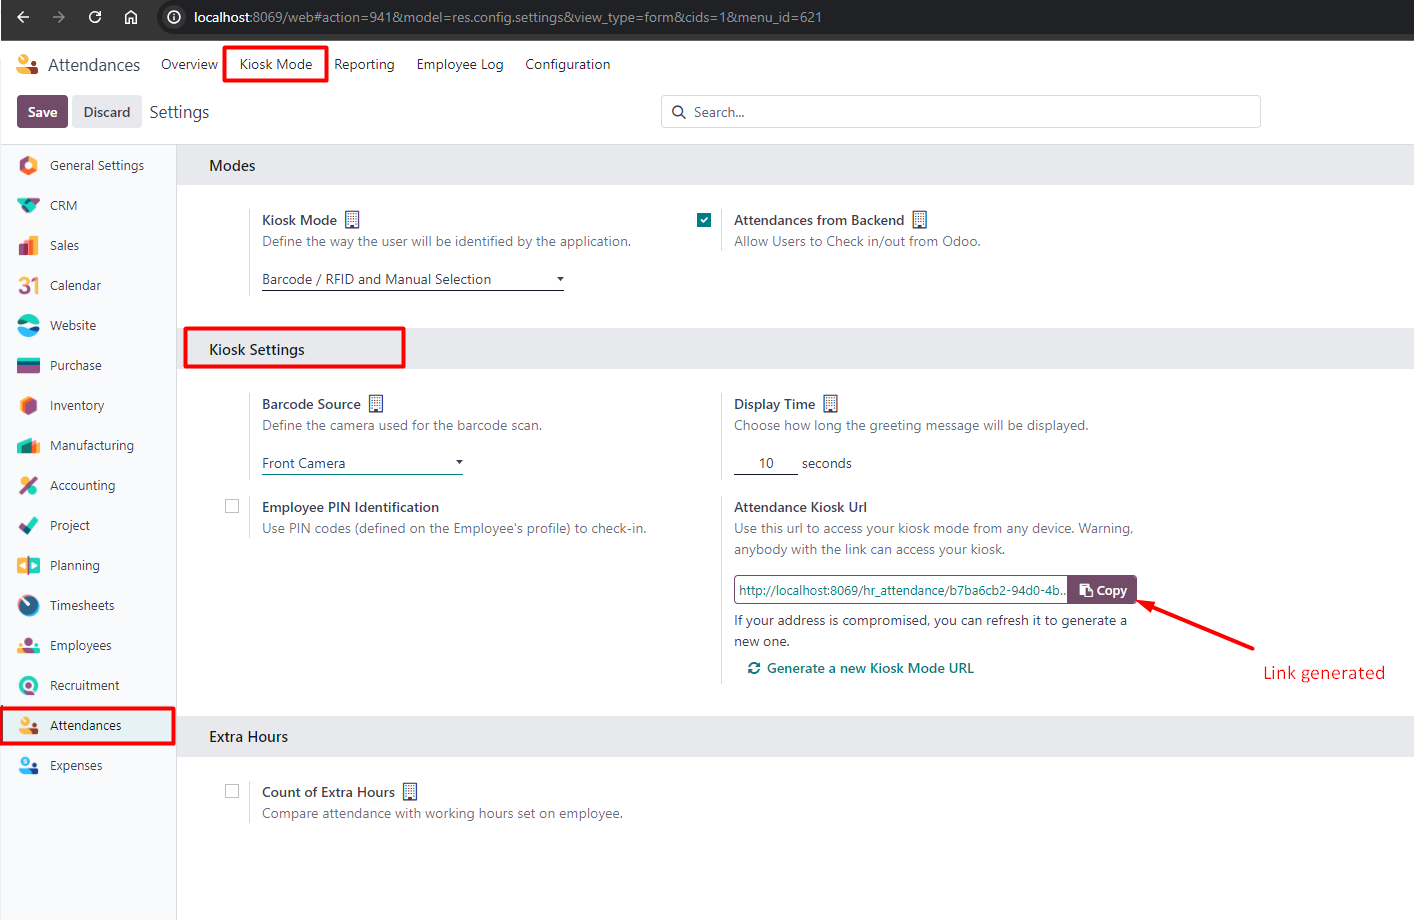 localhost:8069/web#action=941&model=res.config.settings&view_type=form&cids=1&menu_id=621
Attendances Overview Kiosk Mode Reporting Employee Log Configuration
Save Discard Settings Search...
General Settings
CRM
Sales
31 Calendar
Website
Purchase
Inventory
Manufacturing
Accounting
Project
Planning
Timesheets
Employees
Recruitment
Attendances
Expenses
Modes
Kiosk Mode
Define the way the user will be identified by the application.
Barcode / RFID and Manual Selection
Attendances from Backend
Allow Users to Check in/out from Odoo.
Kiosk Settings
Barcode Source
Define the camera used for the barcode scan.
Front Camera
Display Time
Choose how long the greeting message will be displayed.
10 seconds
Employee PIN Identification
Use PIN codes (defined on the Employee's profile) to check-in.
Attendance Kiosk Url
Use this url to access your kiosk mode from any device. Warning,
anybody with the link can access your kiosk.
http://localhost:8069/hr_attendance/b7ba6cb2-94d0-4b... Copy
If your address is compromised, you can refresh it to generate a
new one.
Generate a new Kiosk Mode URL
Link generated
Extra Hours
Count of Extra Hours
Compare attendance with working hours set on employee.